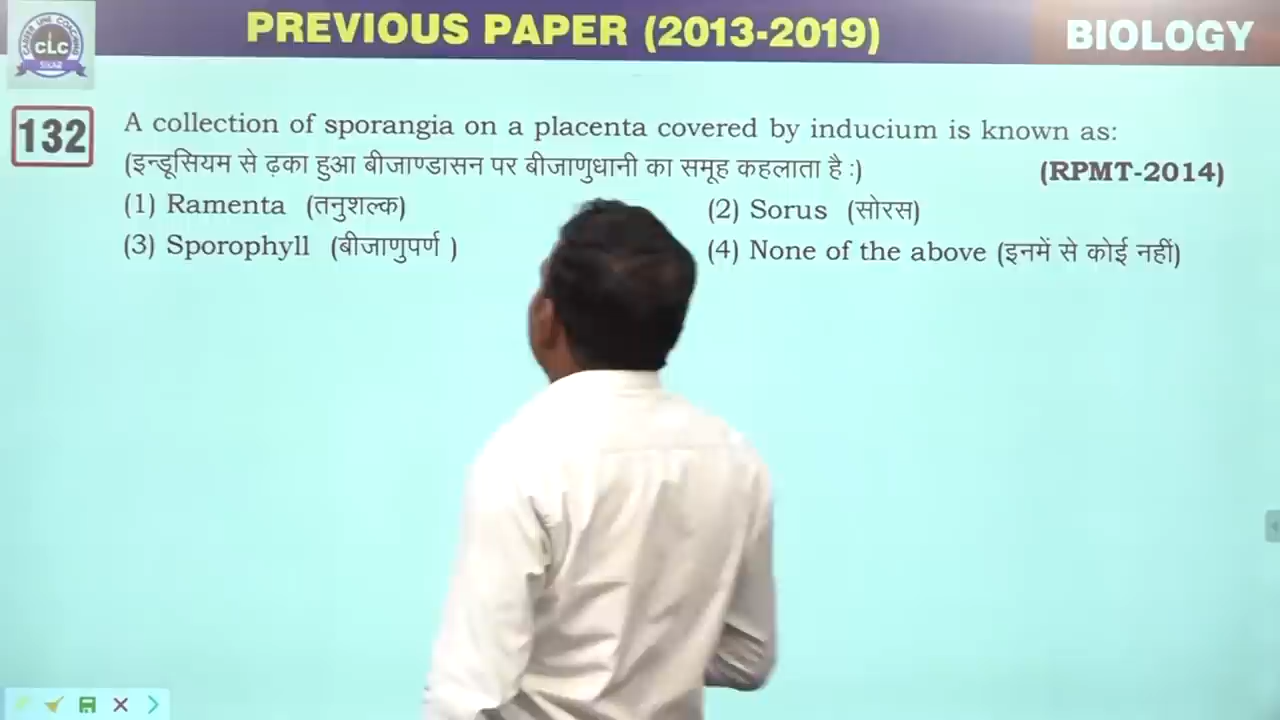 PREVIOUS PAPER (2013-2019)
BIOLOGY
CLC
SIKAR
132
A collection of sporangia on a placenta covered by inducium is known as:
(इन्डूसियम से ढ़का हुआ बीजाण्डासन पर बीजाणुधानी का समूह कहलाता है :)
(RPMT-2014)
(1) Ramenta (तनुशल्क)
(2) Sorus (सोरस)
(3) Sporophyll (बीजाणुपर्ण )
(4) None of the above (इनमें से कोई नहीं)